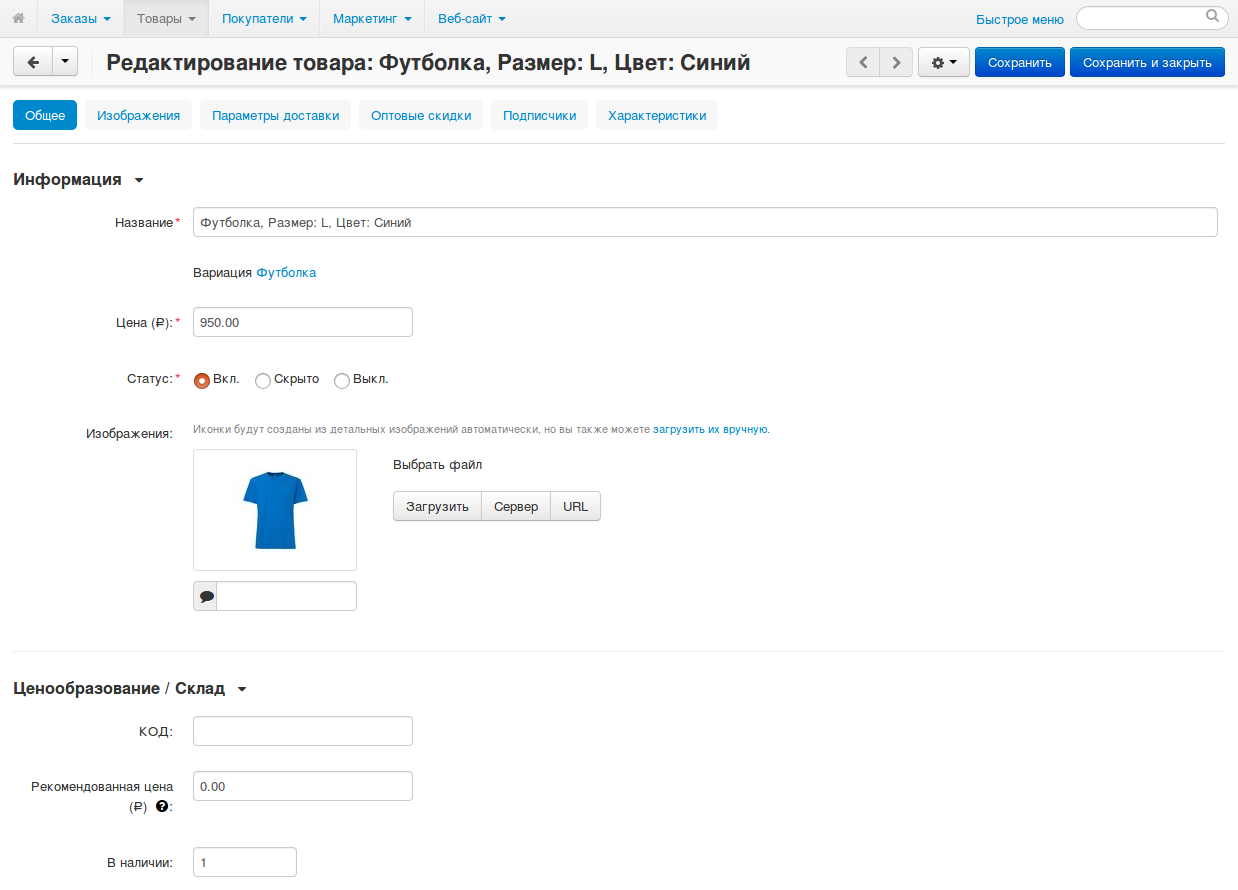 Заказы Товары Покупатели Маркетинг Веб-сайт Быстрое меню
Редактирование товара: Футболка, Размер: L, Цвет: Синий Сохранить Сохранить и закрыть
Общее Изображения Параметры доставки Оптовые скидки Подписчики Характеристики
Информация
Название* Футболка, Размер: L, Цвет: Синий
Вариация Футболка
Цена (₽):* 950.00
Статус:* Вкл. Скрыто Выкл.
Изображения: Иконки будут созданы из детальных изображений автоматически, но вы также можете загрузить их вручную.
Выбрать файл
Загрузить Сервер URL
Ценообразование / Склад
КОД:
Рекомендованная цена 0.00
(₽) ?:
В наличии: 1